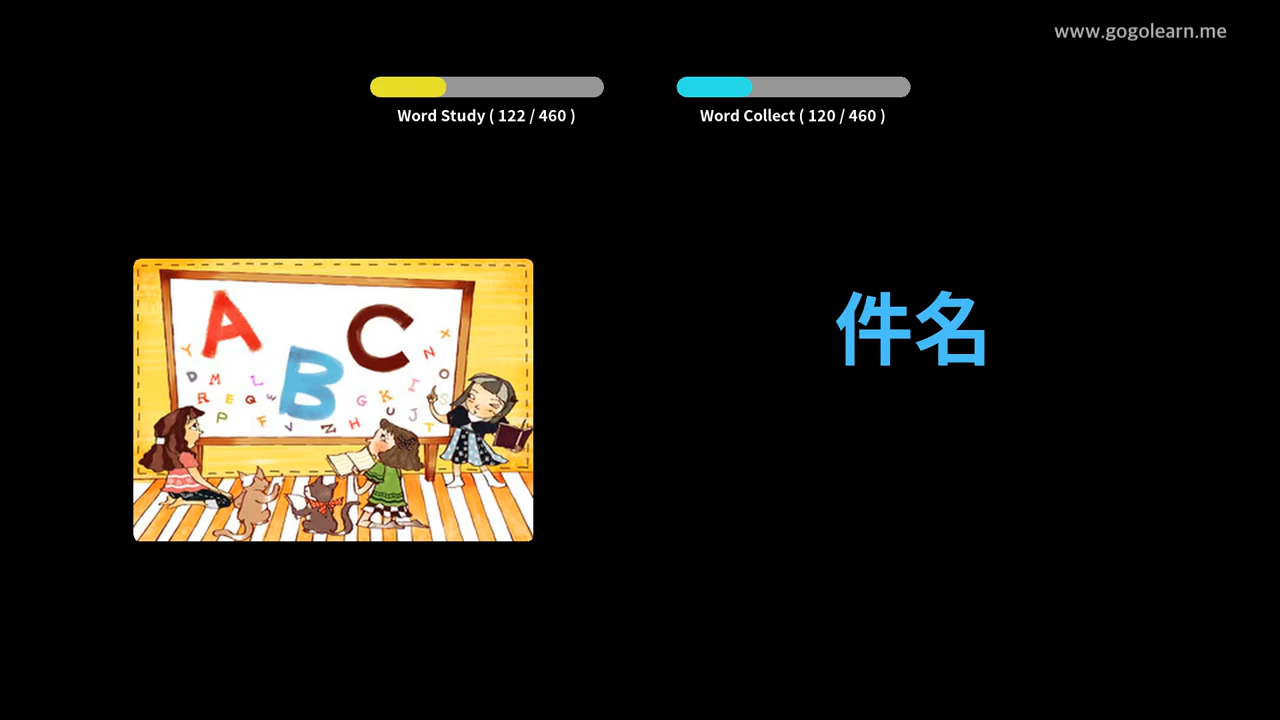 www.gogolearn.me
Word Study ( 122 / 460 )
Word Collect ( 120 / 460 )
件名
A
B
C
X
Y
N
D
M
L
I
O
R
E
Q
W
G
K
S
P
F
V
Z
H
U
J
T